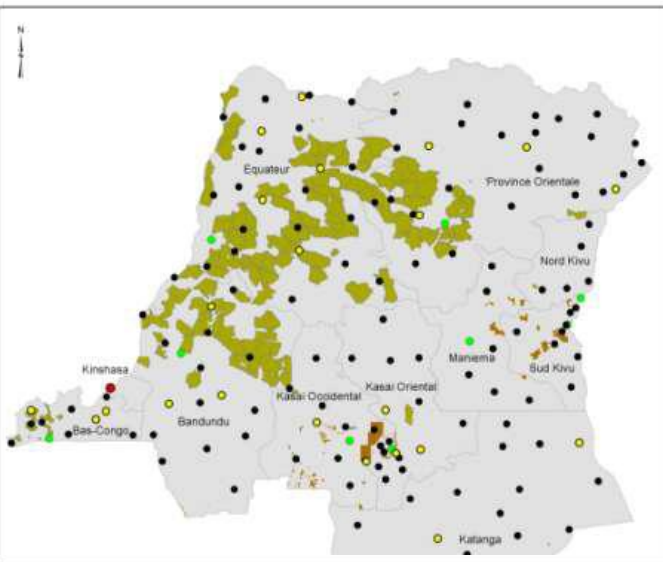 N
Equateur
Province Orientale
Nord Kivu
Kinshasa
Maniema
Sud Kivu
Kasai Occidental
Kasai Oriental
Bandundu
Bas-Congo
Katanga